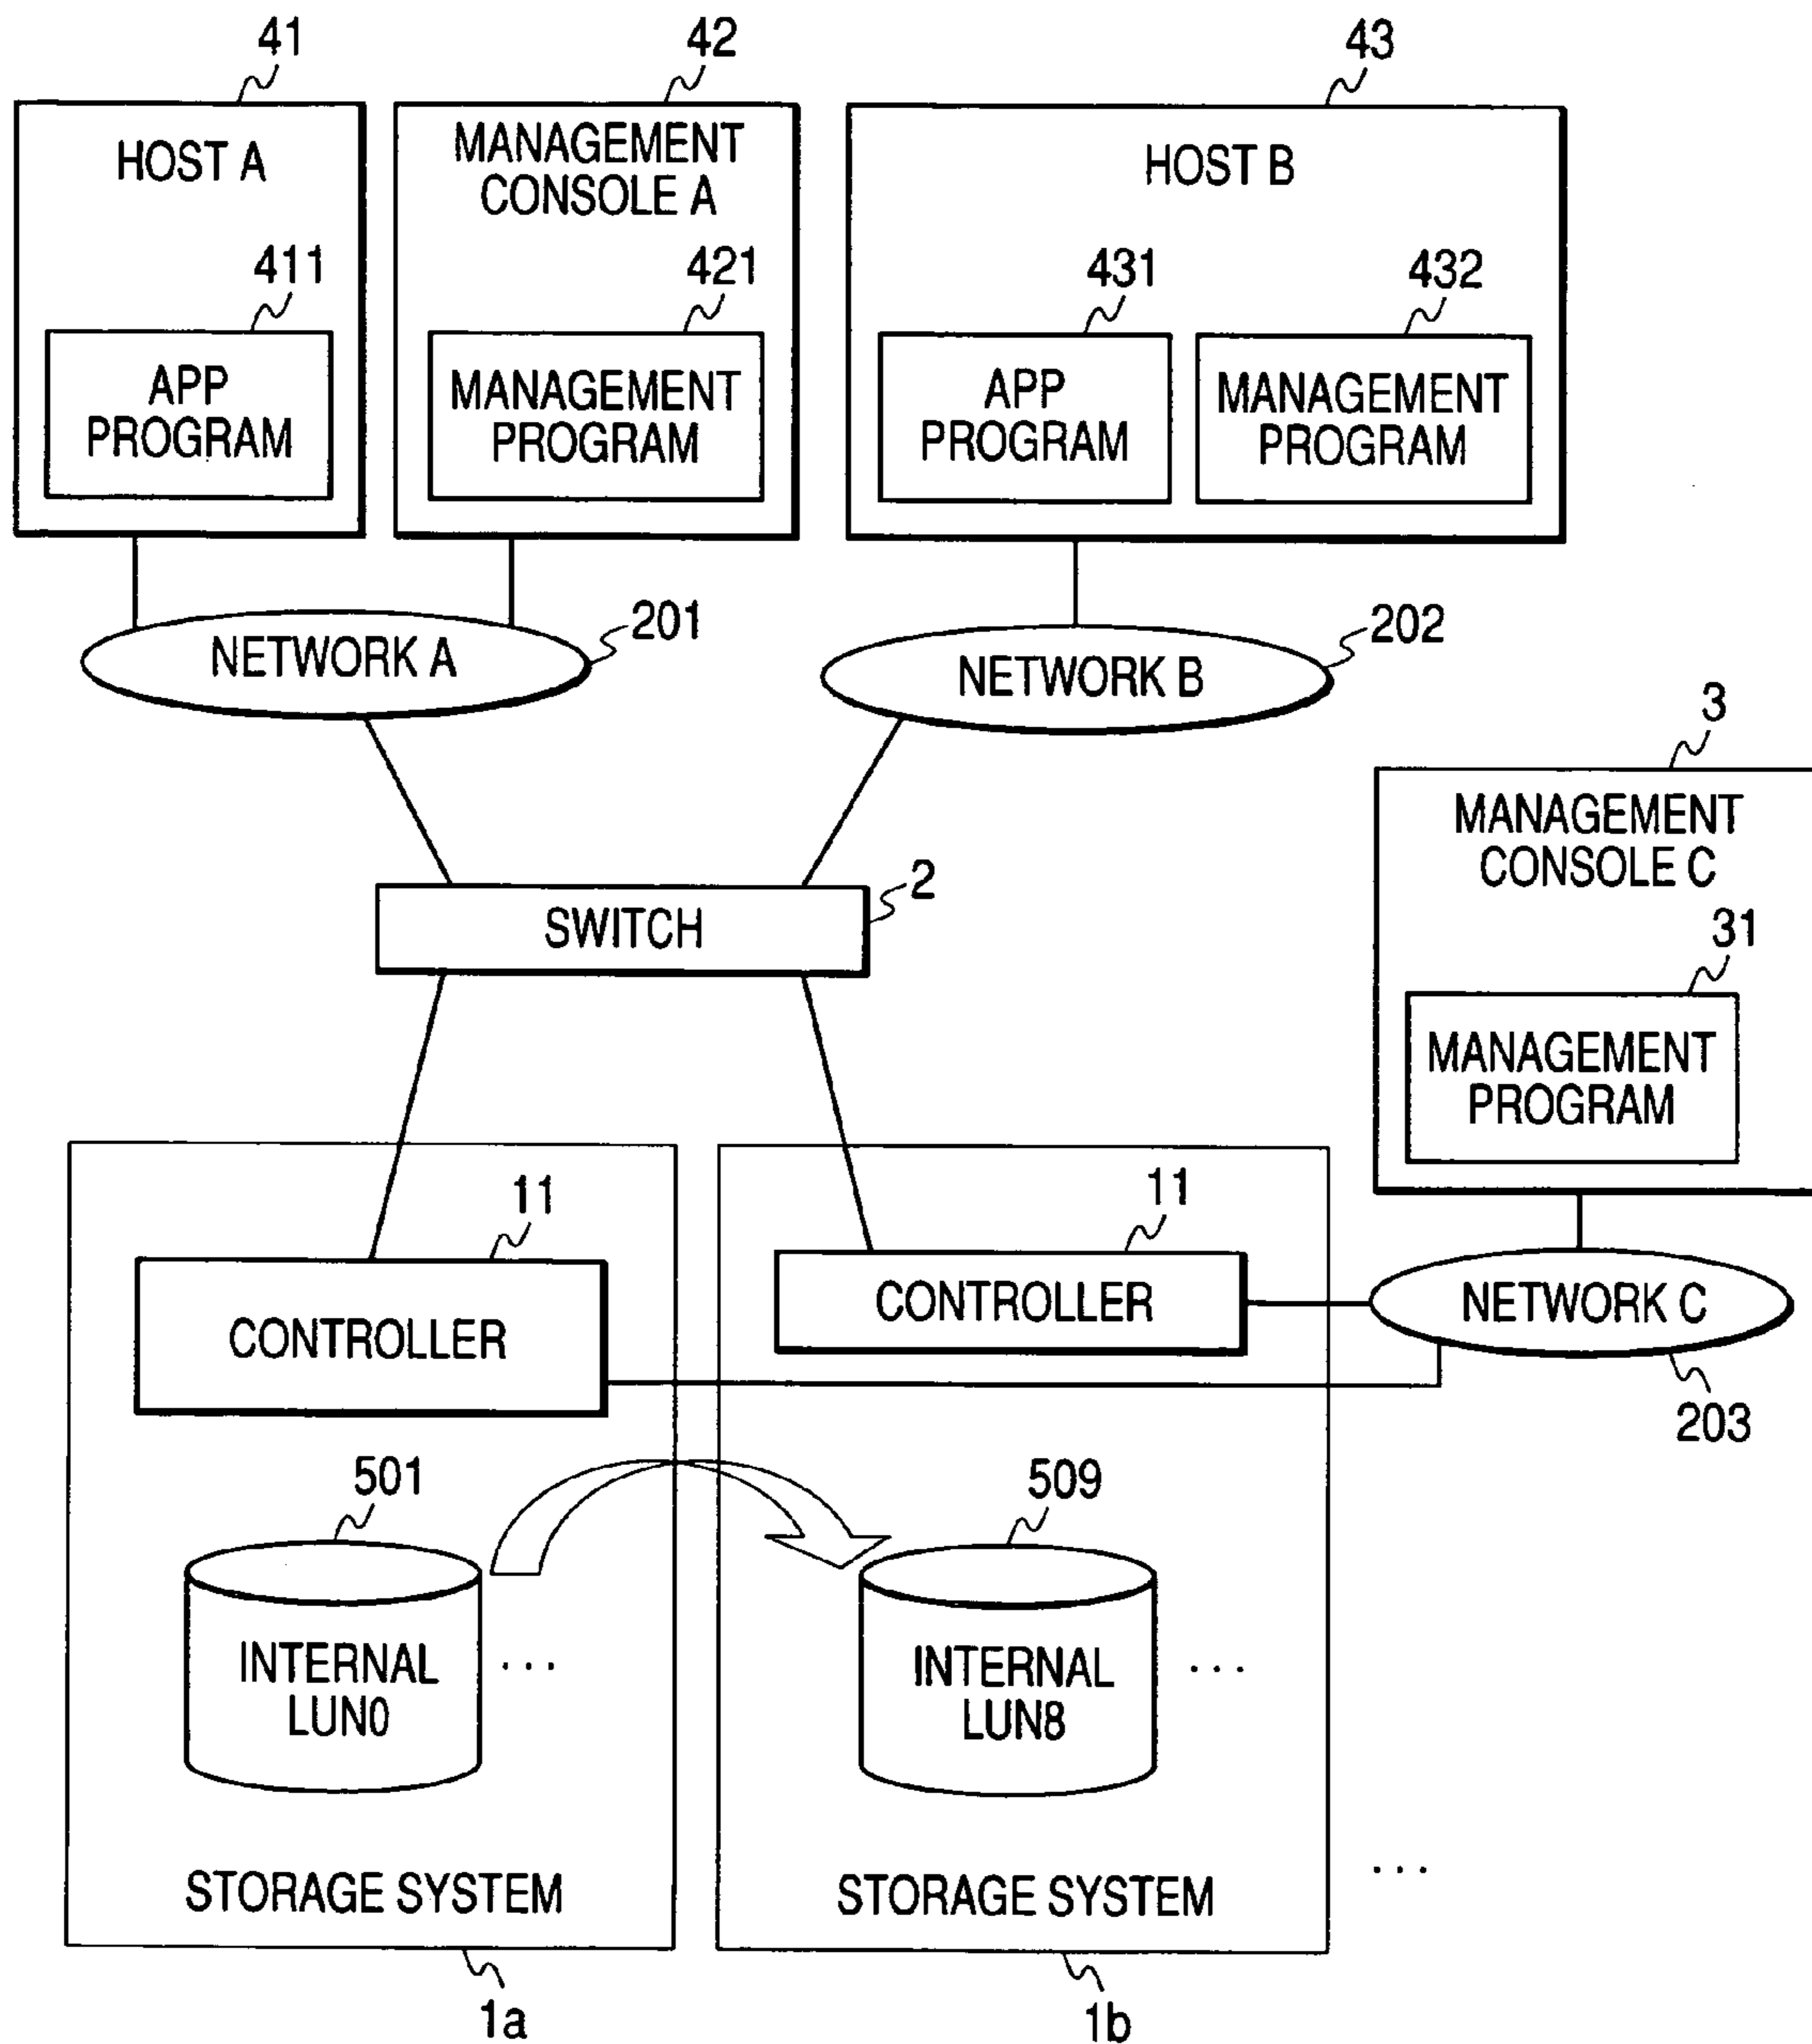 41
42
43
HOST A
MANAGEMENT
CONSOLE A
HOST B
411
421
431
432
APP
PROGRAM
MANAGEMENT
PROGRAM
APP
PROGRAM
MANAGEMENT
PROGRAM
NETWORK A
201
NETWORK B
202
3
MANAGEMENT
CONSOLE C
SWITCH
2
31
MANAGEMENT
PROGRAM
11
11
CONTROLLER
CONTROLLER
NETWORK C
203
501
509
INTERNAL
LUN0
...
INTERNAL
LUN8
...
STORAGE SYSTEM
STORAGE SYSTEM
...
1a
1b